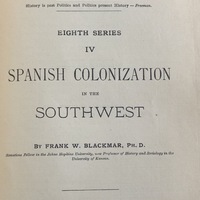 History is past Politics and Politics present History — Freeman.
EIGHTH SERIES
IV
SPANISH COLONIZATION
IN THE
SOUTHWEST
BY FRANK W. BLACKMAR, PH. D.
Sometime Fellow in the Johns Hopkins University, now Professor of History and Sociology in the
University of Kansas.